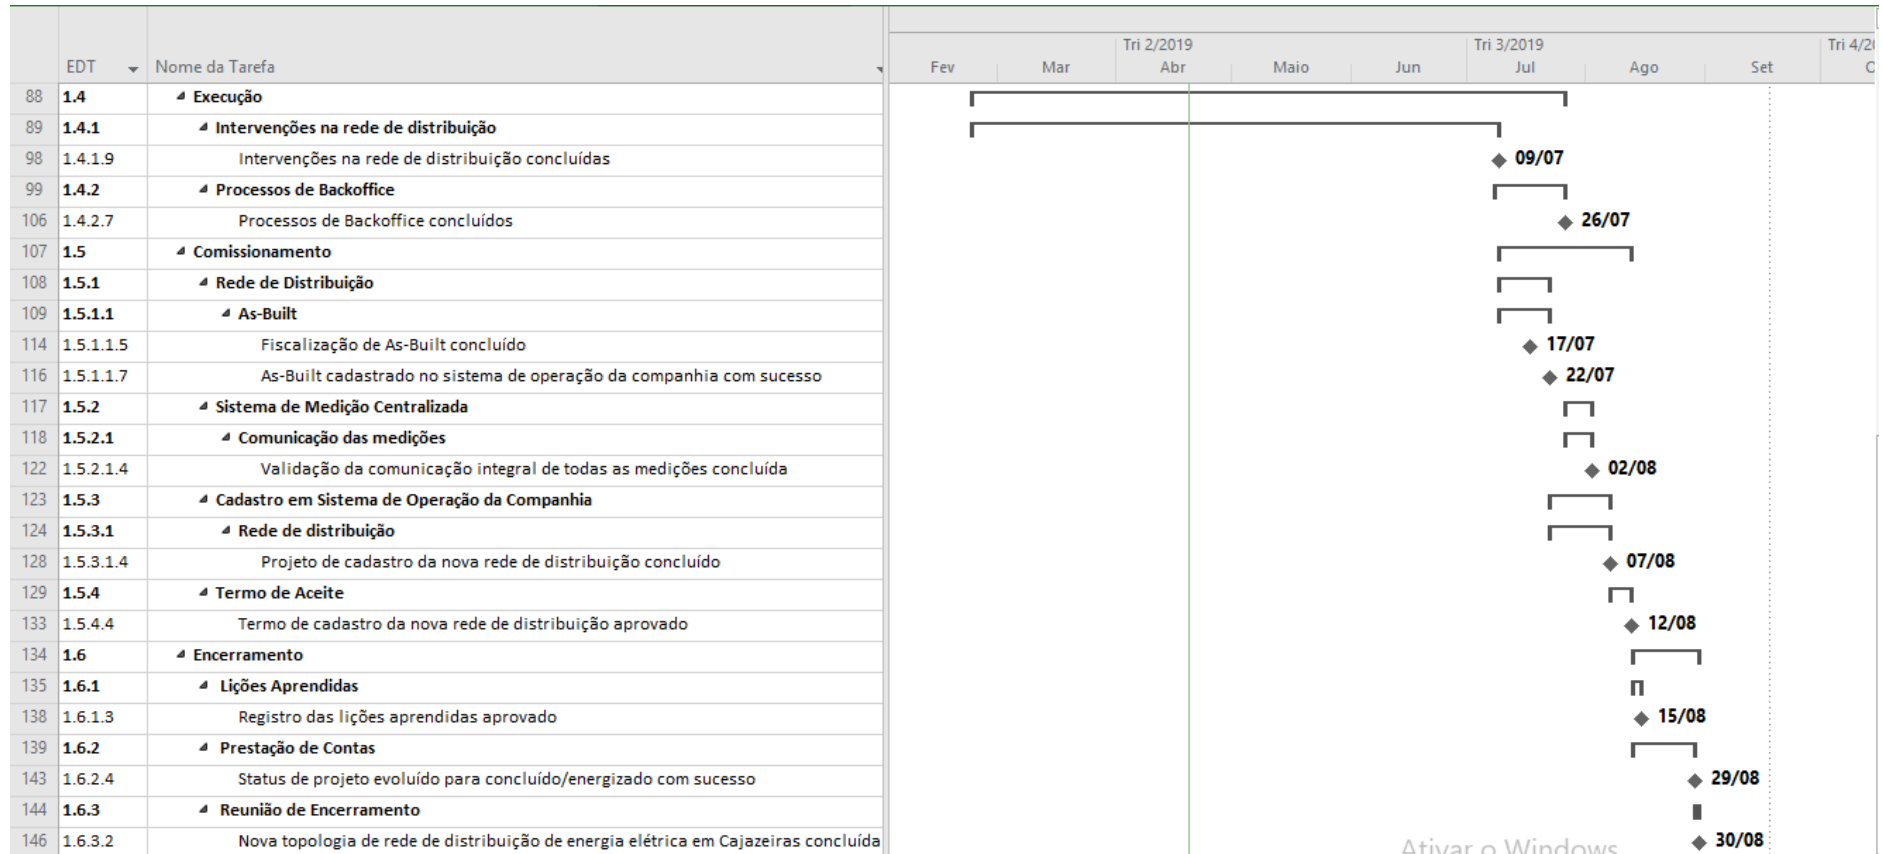 Tri 2/2019 Tri 3/2019 Tri 4/20
EDT Nome da Tarefa Fev Mar Abr Maio Jun Jul Ago Set
88 1.4 Execução
89 1.4.1 Intervenções na rede de distribuição
98 1.4.1.9 Intervenções na rede de distribuição concluídas 09/07
99 1.4.2 Processos de Backoffice
106 1.4.2.7 Processos de Backoffice concluídos 26/07
107 1.5 Comissionamento
108 1.5.1 Rede de Distribuição
109 1.5.1.1 As-Built
114 1.5.1.1.5 Fiscalização de As-Built concluído 17/07
116 1.5.1.1.7 As-Built cadastrado no sistema de operação da companhia com sucesso 22/07
117 1.5.2 Sistema de Medição Centralizada
118 1.5.2.1 Comunicação das medições
122 1.5.2.1.4 Validação da comunicação integral de todas as medições concluída 02/08
123 1.5.3 Cadastro em Sistema de Operação da Companhia
124 1.5.3.1 Rede de distribuição
128 1.5.3.1.4 Projeto de cadastro da nova rede de distribuição concluído 07/08
129 1.5.4 Termo de Aceite
133 1.5.4.4 Termo de cadastro da nova rede de distribuição aprovado 12/08
134 1.6 Encerramento
135 1.6.1 Lições Aprendidas
138 1.6.1.3 Registro das lições aprendidas aprovado 15/08
139 1.6.2 Prestação de Contas
143 1.6.2.4 Status de projeto evoluído para concluído/energizado com sucesso 29/08
144 1.6.3 Reunião de Encerramento
146 1.6.3.2 Nova topologia de rede de distribuição de energia elétrica em Cajazeiras concluída 30/08
Ativar o Windows